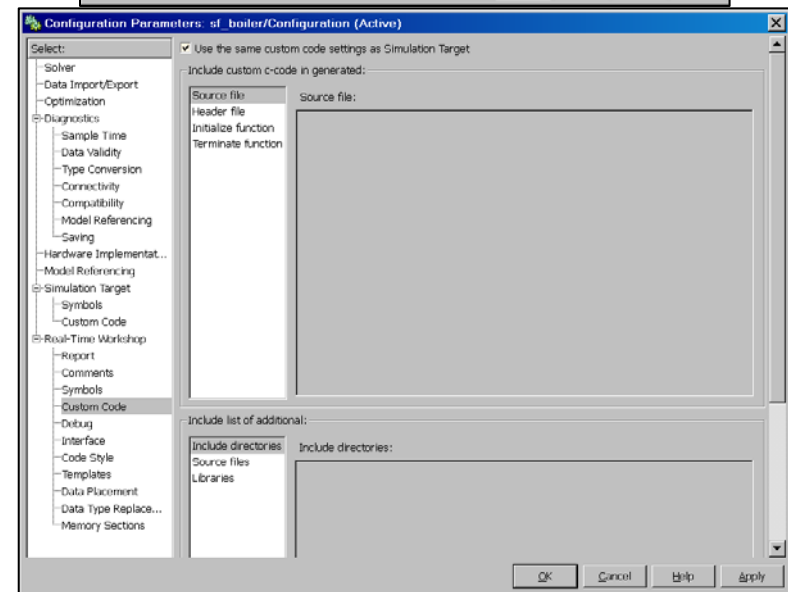 Configuration Parameters: sf_boiler/Configuration (Active)
Select:
Solver
Data Import/Export
Optimization
Diagnostics
Sample Time
Data Validity
Type Conversion
Connectivity
Compatibility
Model Referencing
Saving
Hardware Implementat...
Model Referencing
Simulation Target
Symbols
Custom Code
Real-Time Workshop
Report
Comments
Symbols
Custom Code
Debug
Interface
Code Style
Templates
Data Placement
Data Type Replace...
Memory Sections
Use the same custom code settings as Simulation Target
Include custom c-code in generated:
Source file
Header file
Initialize function
Terminate function
Source file:
Include list of additional:
Include directories
Source files
Libraries
Include directories:
OK
Cancel
Help
Apply